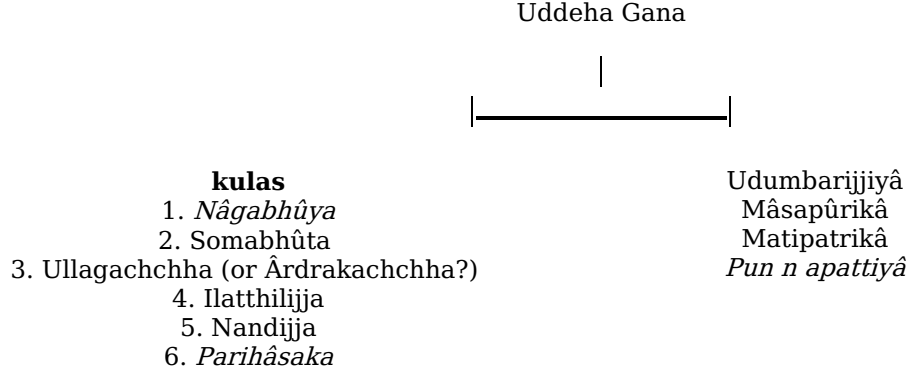 Uddeha Gana
kulas
1. Nâgabhûya
2. Somabhûta
3. Ullagachchha (or Ârdrakachchha?)
4. Ilatthilijja
5. Nandijja
6. Parihâsaka
Udumbarijjiyâ
Mâsapûrikâ
Matipatrikâ
Pun n apattiyâ